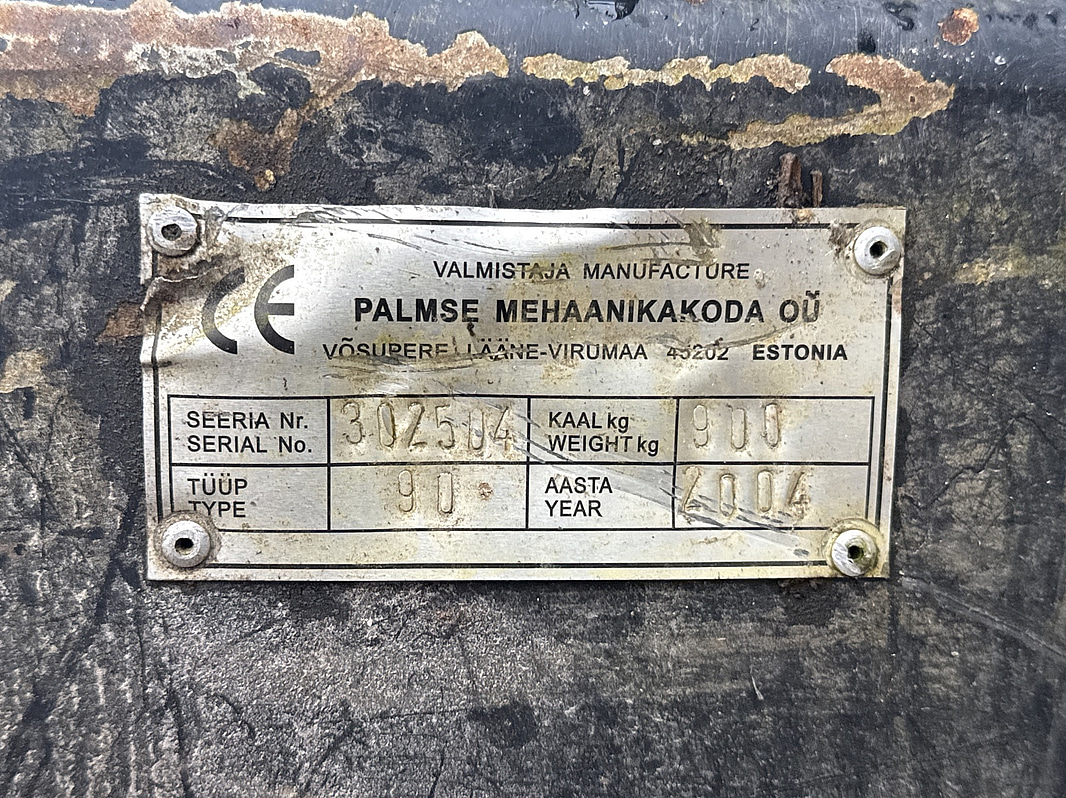 CE
VALMISTAJA MANUFACTURE
PALMSE MEHAANIKAKODA OÜ
VÕSUPERE LÄÄNE-VIRUMAA 45202 ESTONIA
SEERIA Nr. 302504 KAAL kg 900
SERIAL No. WEIGHT kg
TÜÜP 90 AASTA 2004
TYPE YEAR